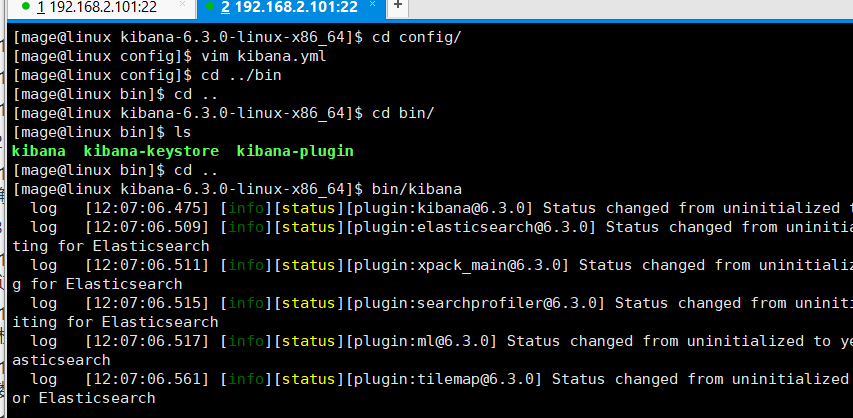 1 192.168.2.101:22 × 2 192.168.2.101:22 × +
[mage@linux kibana-6.3.0-linux-x86_64]$ cd config/
[mage@linux config]$ vim kibana.yml
[mage@linux config]$ cd ../bin
[mage@linux bin]$ cd ..
[mage@linux kibana-6.3.0-linux-x86_64]$ cd bin/
[mage@linux bin]$ ls
kibana  kibana-keystore  kibana-plugin
[mage@linux bin]$ cd ..
[mage@linux kibana-6.3.0-linux-x86_64]$ bin/kibana
  log   [12:07:06.475] [info][status][plugin:kibana@6.3.0] Status changed from uninitialized t
  log   [12:07:06.509] [info][status][plugin:elasticsearch@6.3.0] Status changed from uninitia
ting for Elasticsearch
  log   [12:07:06.511] [info][status][plugin:xpack_main@6.3.0] Status changed from uninitializ
g for Elasticsearch
  log   [12:07:06.515] [info][status][plugin:searchprofiler@6.3.0] Status changed from uninit
iting for Elasticsearch
  log   [12:07:06.517] [info][status][plugin:ml@6.3.0] Status changed from uninitialized to ye
asticsearch
  log   [12:07:06.561] [info][status][plugin:tilemap@6.3.0] Status changed from uninitialized
or Elasticsearch